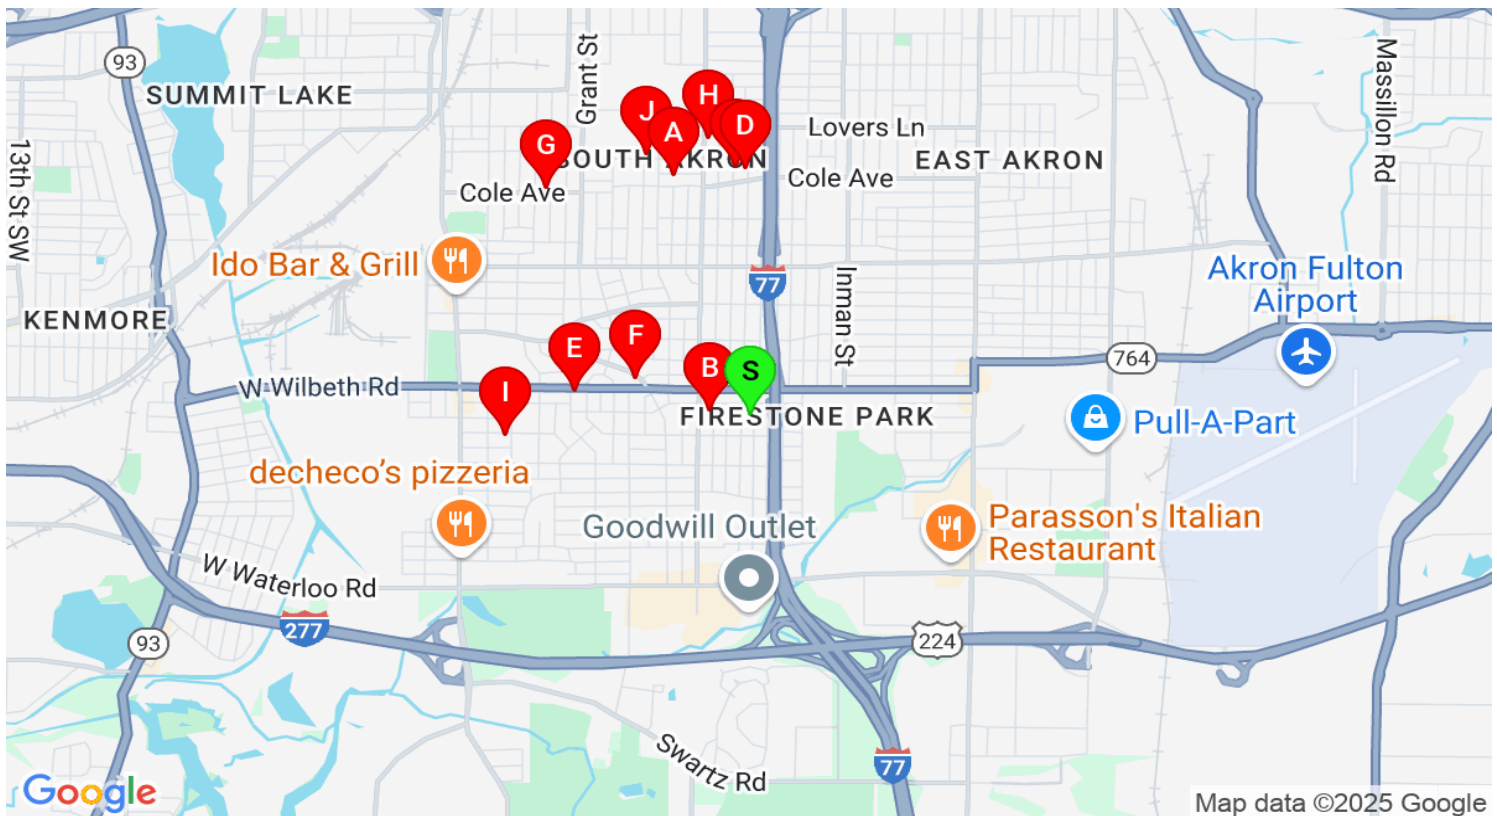 93
SUMMIT LAKE
Grant St
Massillon Rd
H
J
A
D
G
Lovers Ln
SOUTH AKRON
EAST AKRON
13th St SW
Cole Ave
Cole Ave
Ido Bar & Grill
77
Inman St
Akron Fulton
Airport
KENMORE
E
F
B
S
764
W Wilbeth Rd
I
FIRESTONE PARK
Pull-A-Part
decheco's pizzeria
Goodwill Outlet
Parasson's Italian
Restaurant
W Waterloo Rd
277
93
224
Swartz Rd
77
Google
Map data ©2025 Google